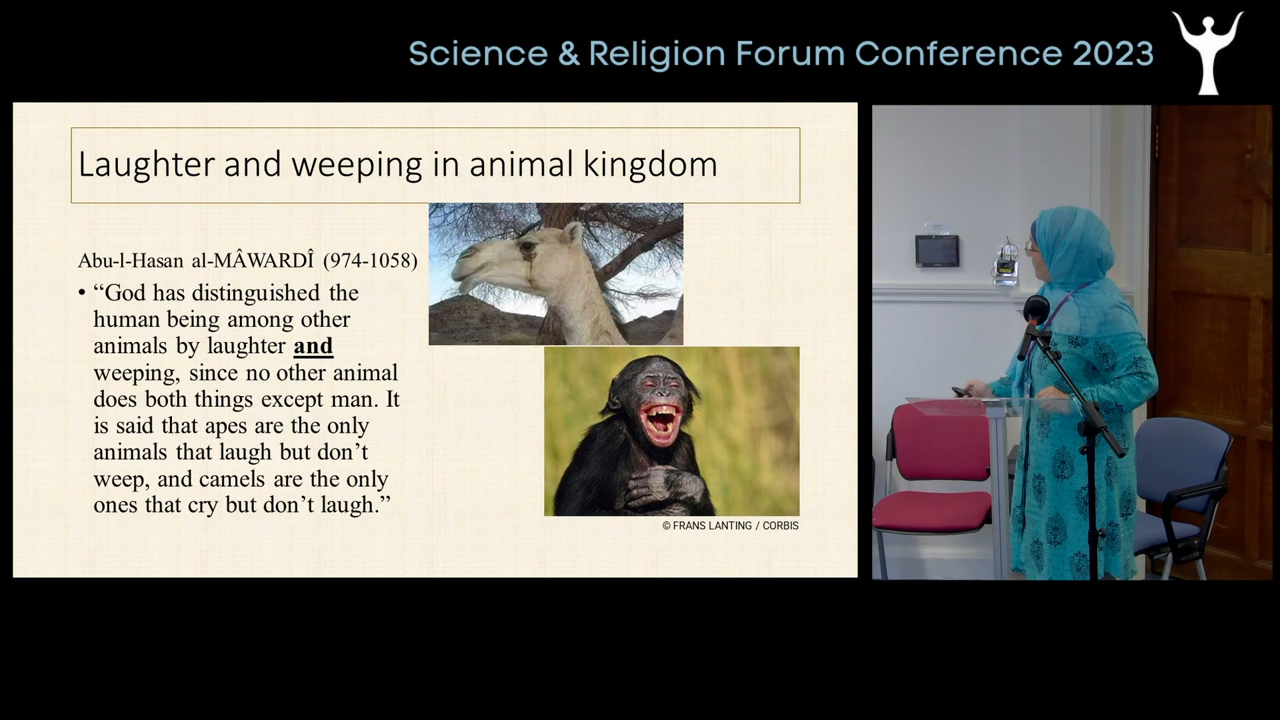 Science & Religion Forum Conference 2023
Laughter and weeping in animal kingdom
Abu-l-Hasan al-MÂWARDÎ (974-1058)
• “God has distinguished the
human being among other
animals by laughter and
weeping, since no other animal
does both things except man. It
is said that apes are the only
animals that laugh but don’t
weep, and camels are the only
ones that cry but don’t laugh.”
© FRANS LANTING / CORBIS